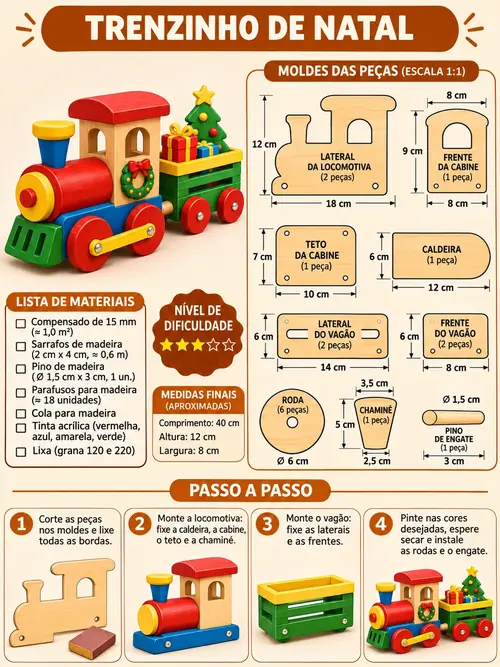 TRENZINHO DE NATAL
MOLDES DAS PEÇAS (ESCALA 1:1)
12 cm
LATERAL
DA LOCOMOTIVA
(2 peças)
18 cm
8 cm
9 cm
FRENTE
DA CABINE
(1 peça)
8 cm
7 cm
TETO
DA CABINE
(1 peça)
10 cm
6 cm
CALDEIRA
(1 peça)
12 cm
6 cm
LATERAL
DO VAGÃO
(2 peças)
14 cm
6 cm
FRENTE
DO VAGÃO
(2 peças)
8 cm
RODA
(6 peças)
Ø 6 cm
3,5 cm
5 cm
CHAMINÉ
(1 peça)
2,5 cm
Ø 1,5 cm
PINO
DE ENGATE
(1 peça)
3 cm
LISTA DE MATERIAIS
Compensado de 15 mm
(≈ 1,0 m²)
Sarrafos de madeira
(2 cm x 4 cm, ≈ 0,6 m)
Pino de madeira
(Ø 1,5 cm x 3 cm, 1 un.)
Parafusos para madeira
(≈ 18 unidades)
Cola para madeira
Tinta acrílica (vermelha,
azul, amarela, verde)
Lixa (grana 120 e 220)
NÍVEL DE
DIFICULDADE
MEDIDAS FINAIS
(APROXIMADAS)
Comprimento: 40 cm
Altura: 12 cm
Largura: 8 cm
PASSO A PASSO
1
Corte as peças
nos moldes e lixe
todas as bordas.
2
Monte a locomotiva:
fixe a caldeira, a cabine,
o teto e a chaminé.
3
Monte o vagão:
fixe as laterais
e as frentes.
4
Pinte nas cores
desejadas, espere
secar e instale
as rodas e o engate.